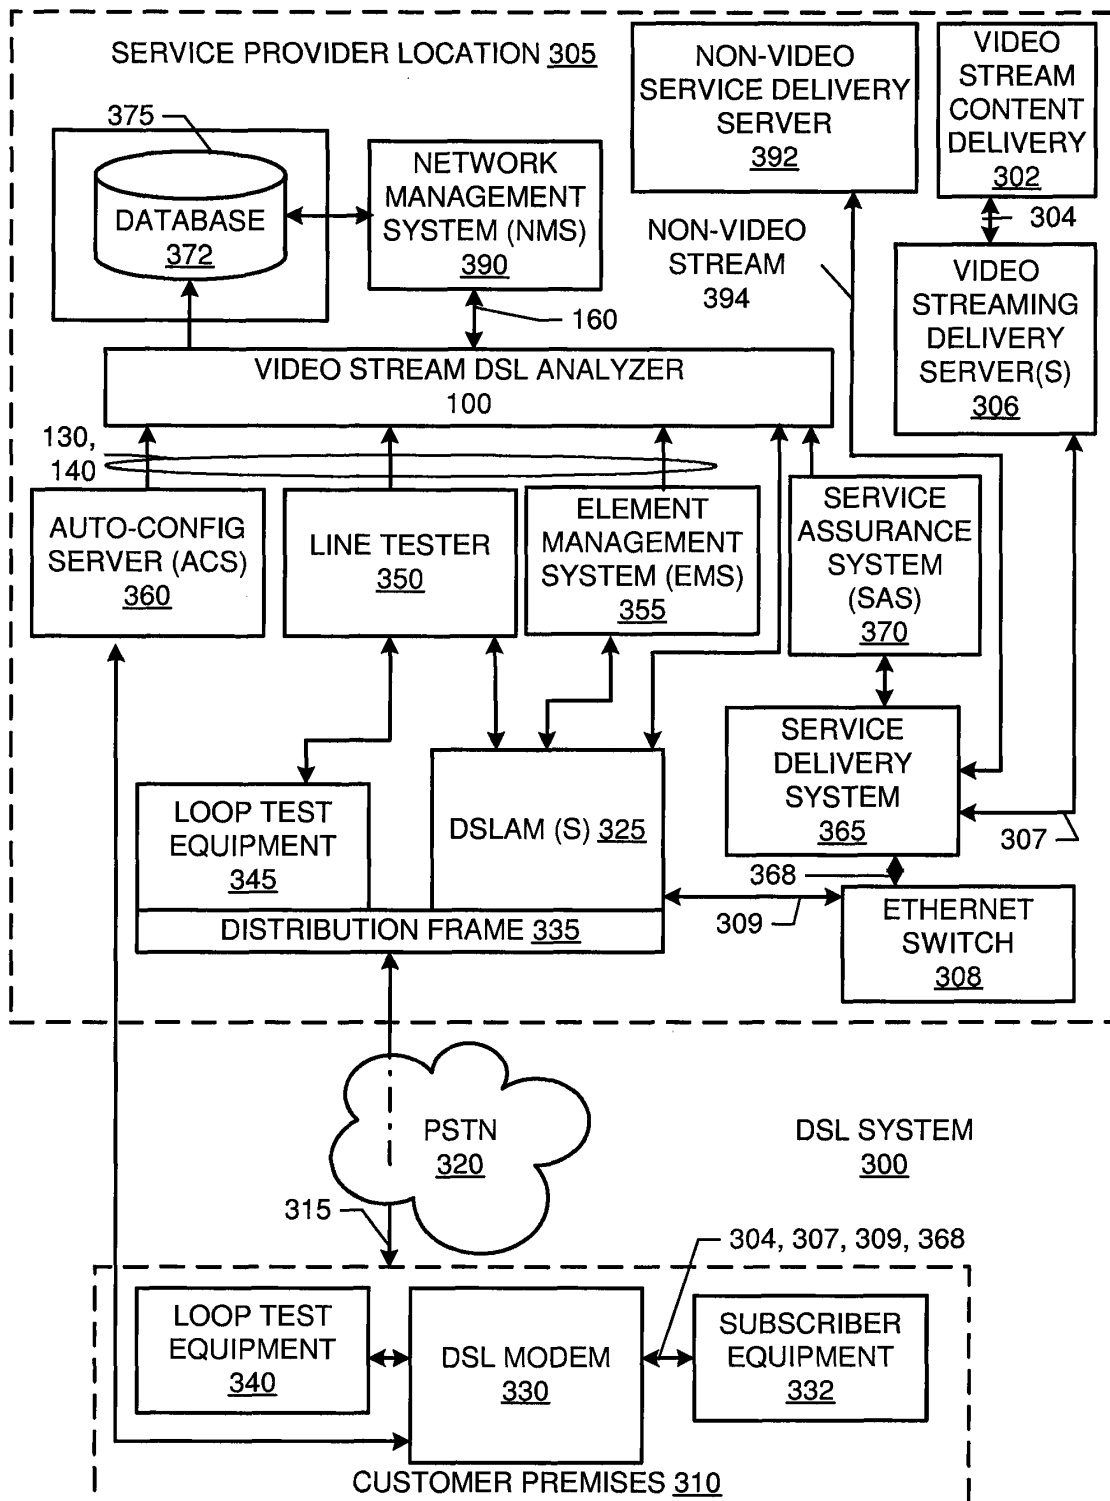 SERVICE PROVIDER LOCATION 305
NON-VIDEO
SERVICE DELIVERY
SERVER
392
VIDEO
STREAM
CONTENT
DELIVERY
302
375
DATABASE
372
NETWORK
MANAGEMENT
SYSTEM (NMS)
390
304
NON-VIDEO
STREAM
394
VIDEO
STREAMING
DELIVERY
SERVER(S)
306
160
VIDEO STREAM DSL ANALYZER
100
130,
140
AUTO-CONFIG
SERVER (ACS)
360
LINE TESTER
350
ELEMENT
MANAGEMENT
SYSTEM (EMS)
355
SERVICE
ASSURANCE
SYSTEM
(SAS)
370
SERVICE
DELIVERY
SYSTEM
365
307
LOOP TEST
EQUIPMENT
345
DSLAM (S) 325
368
309
ETHERNET
SWITCH
308
DISTRIBUTION FRAME 335
PSTN
320
DSL SYSTEM
300
315
304, 307, 309, 368
LOOP TEST
EQUIPMENT
340
DSL MODEM
330
SUBSCRIBER
EQUIPMENT
332
CUSTOMER PREMISES 310